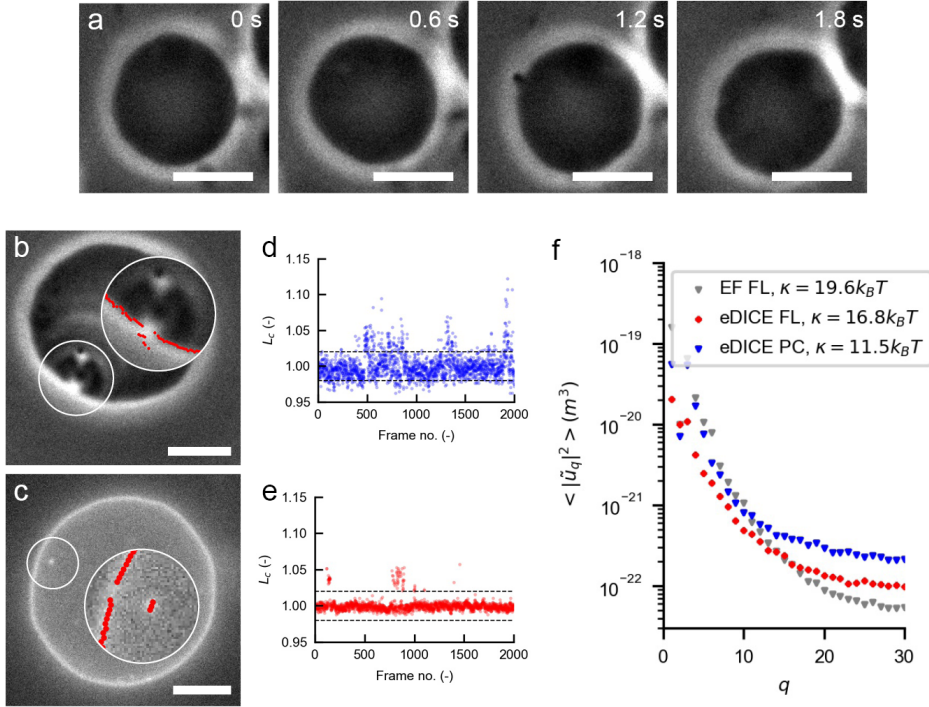 a
0 s
0.6 s
1.2 s
1.8 s
b
c
d
1.15
1.10
1.05
1.00
0.95
L_c (-)
0 500 1000 1500 2000
Frame no. (-)
e
1.15
1.10
1.05
1.00
0.95
L_c (-)
0 500 1000 1500 2000
Frame no. (-)
f
10⁻¹⁸
10⁻¹⁹
10⁻²⁰
10⁻²¹
10⁻²²
< |ũ_q|² > (m³)
EF FL, κ = 19.6k_BT
eDICE FL, κ = 16.8k_BT
eDICE PC, κ = 11.5k_BT
0 10 20 30
q